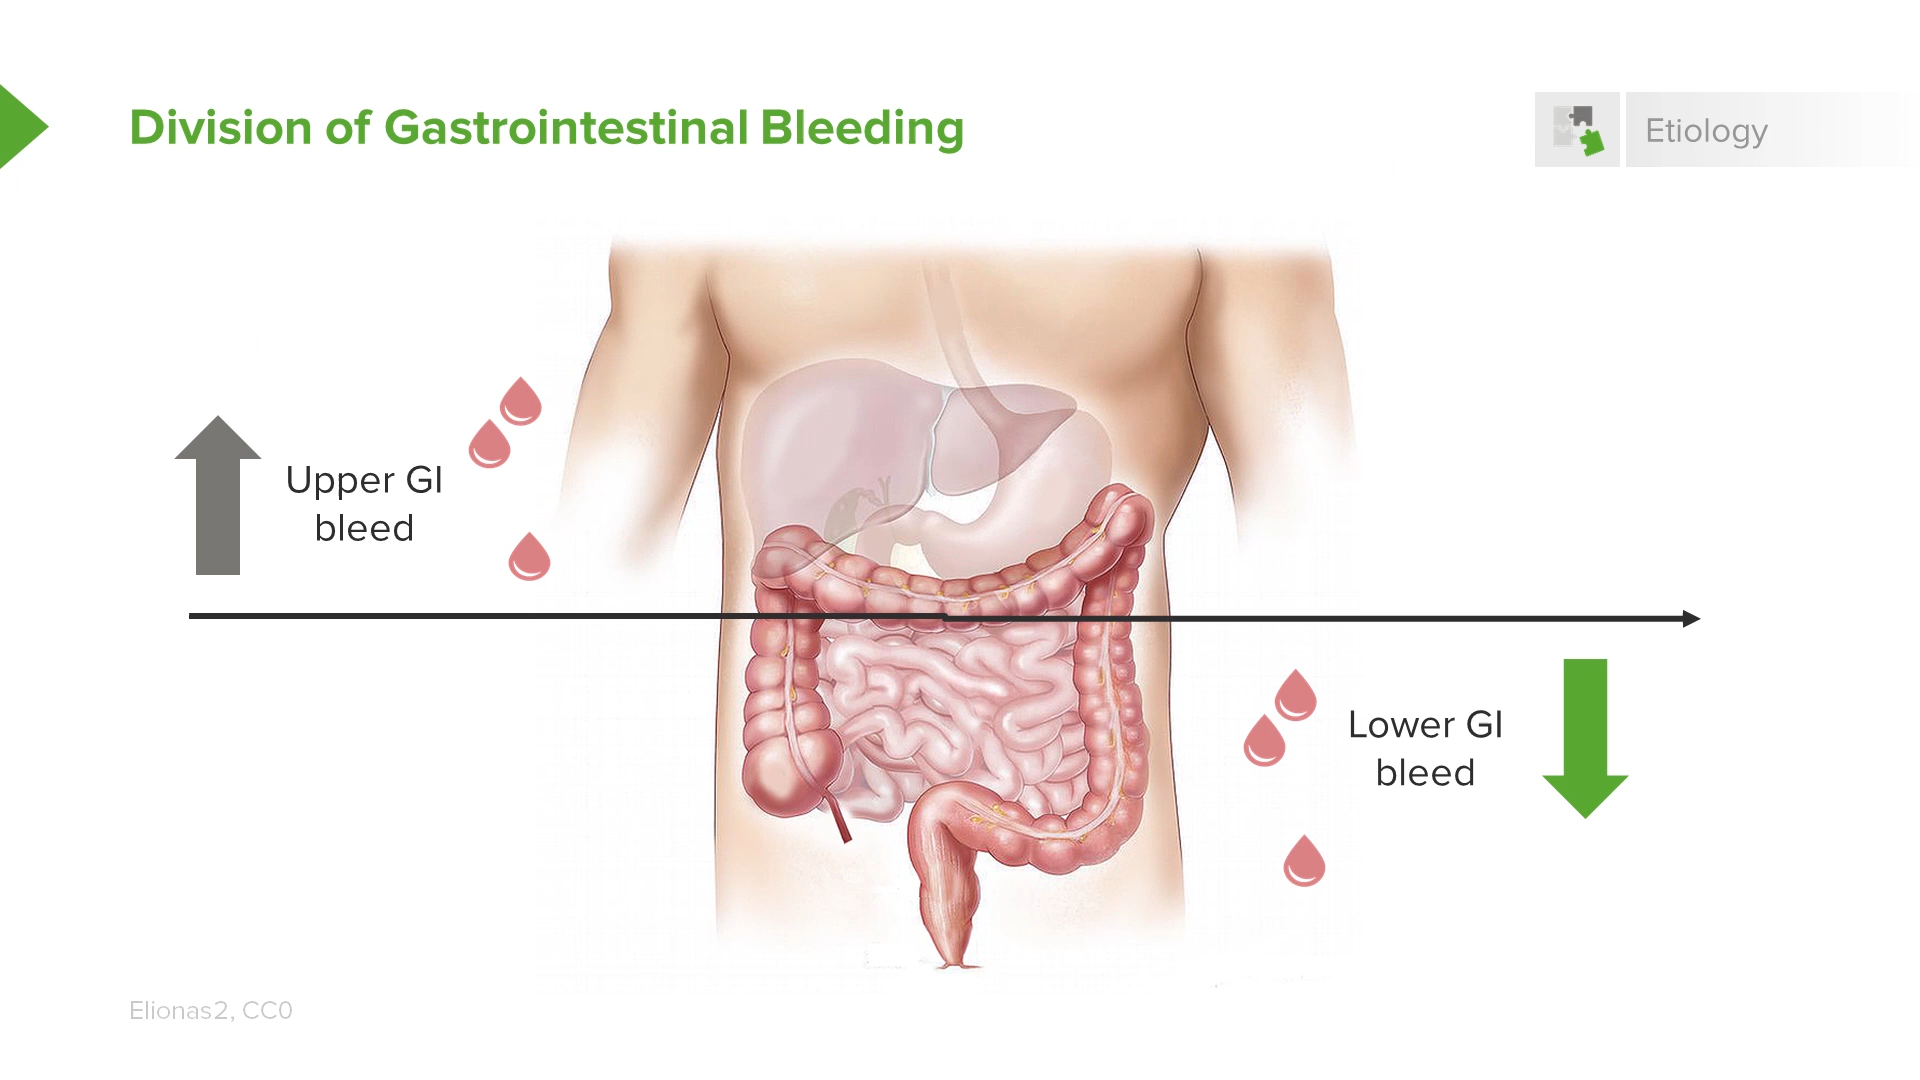 Division of Gastrointestinal Bleeding
Etiology
Upper GI
bleed
Lower GI
bleed
Elionas2, CC0